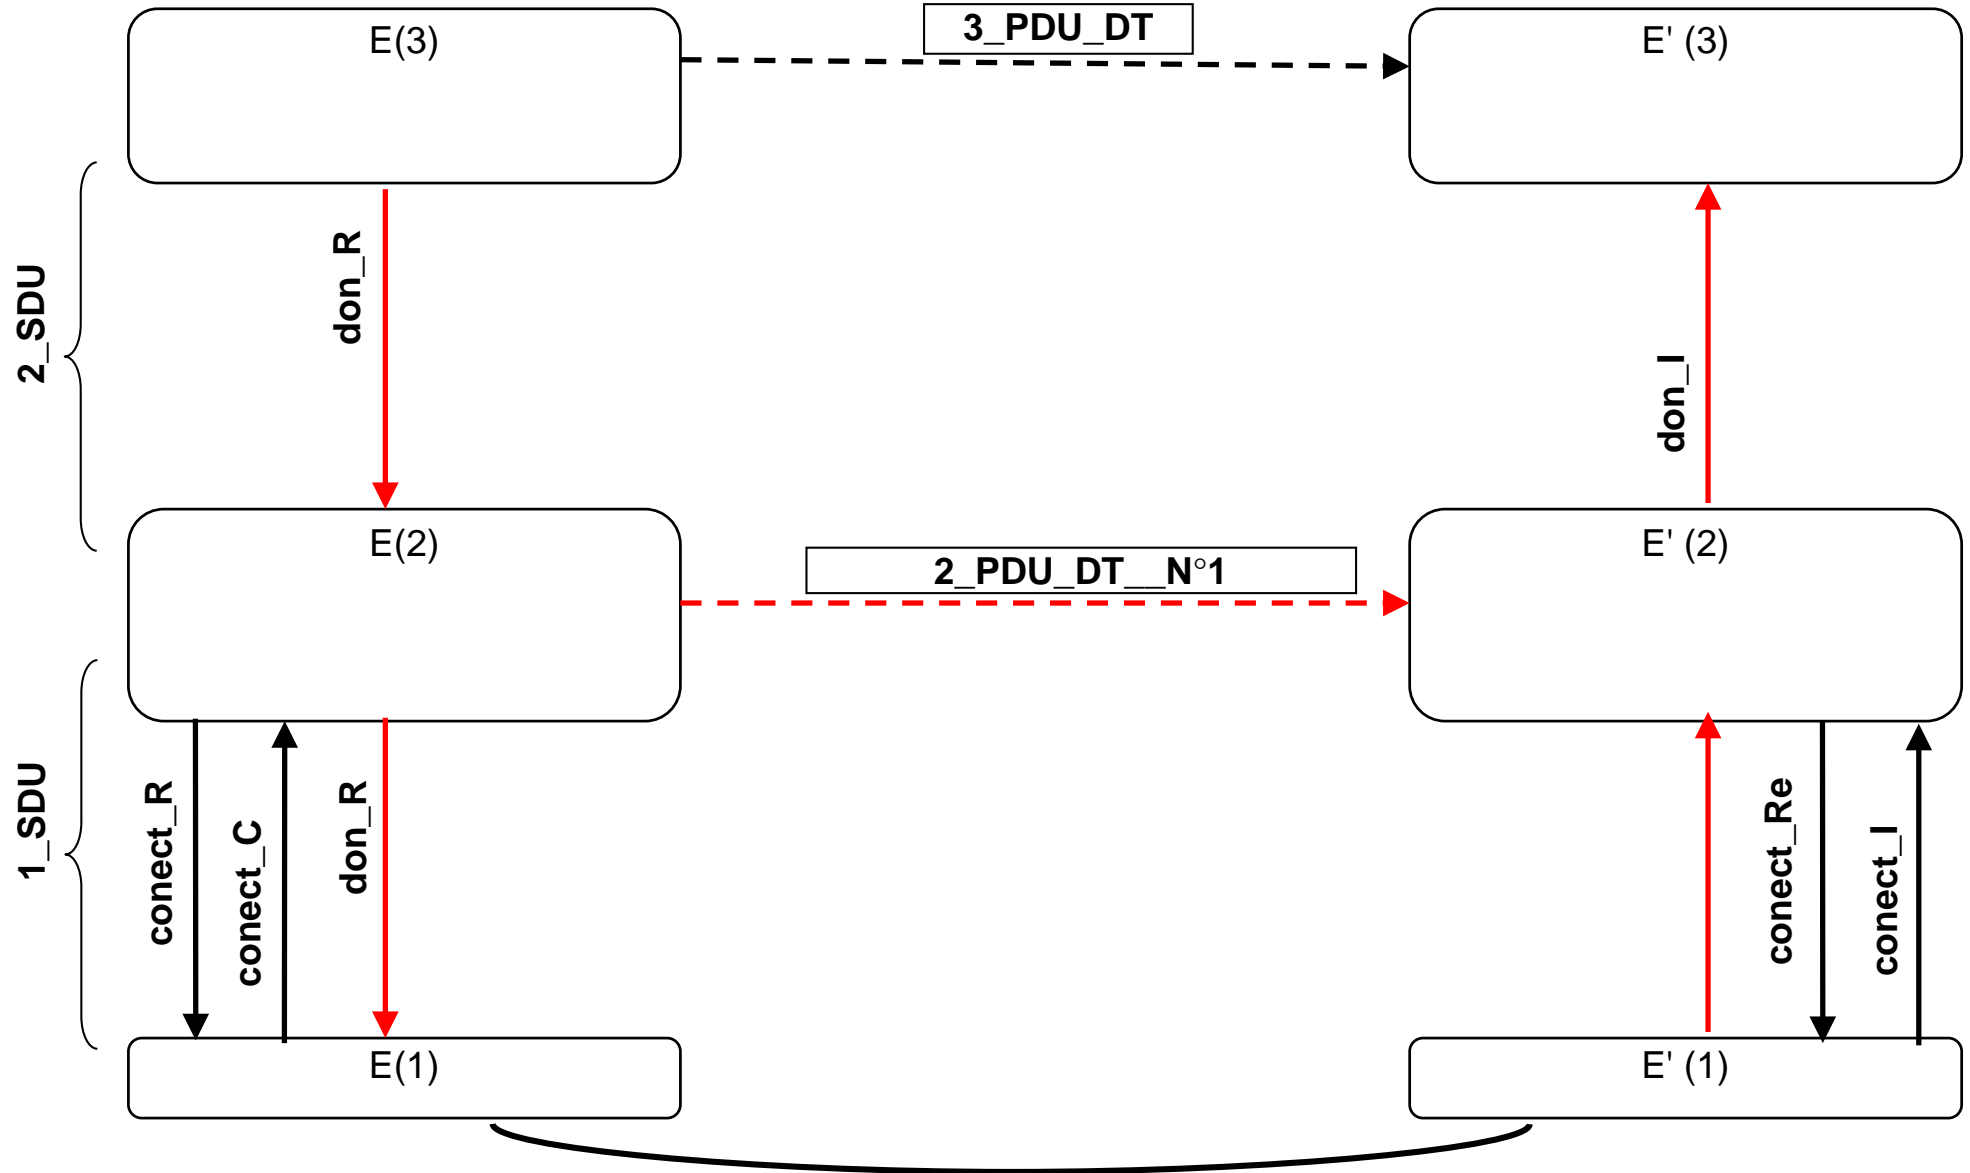 E(3)
3_PDU_DT
E' (3)
2_SDU
don_R
don_I
E(2)
2_PDU_DT__N°1
E' (2)
1_SDU
conect_R
conect_C
don_R
conect_Re
conect_I
E(1)
E' (1)